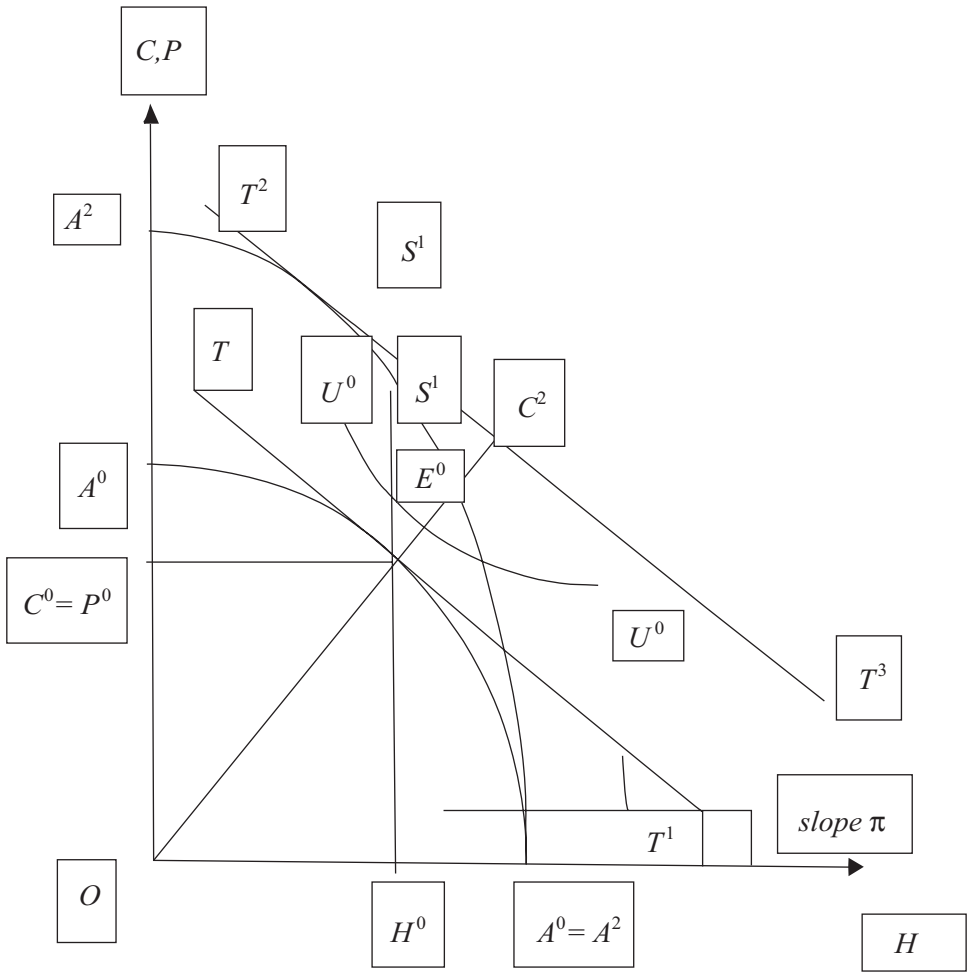 C,P
T²
A²
S¹
T
U⁰
S¹
C²
E⁰
A⁰
C⁰= P⁰
U⁰
T³
slope π
T¹
O
H⁰
A⁰= A²
H